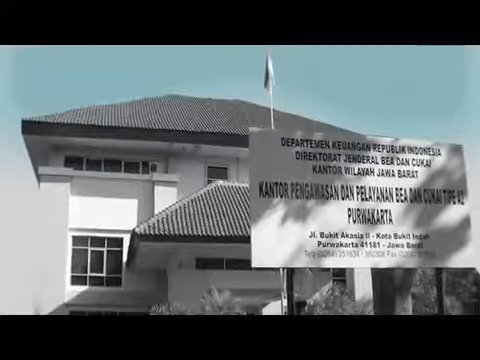 DEPARTEMEN KEUANGAN REPUBLIK INDONESIA
DIREKTORAT JENDERAL BEA DAN CUKAI
KANTOR WILAYAH JAWA BARAT
KANTOR PENGAWASAN DAN PELAYANAN BEA DAN CUKAI TIPE A2
PURWAKARTA
Jl. Bukit Akasia II - Kota Bukit Indah
Purwakarta 41181 - Jawa Barat